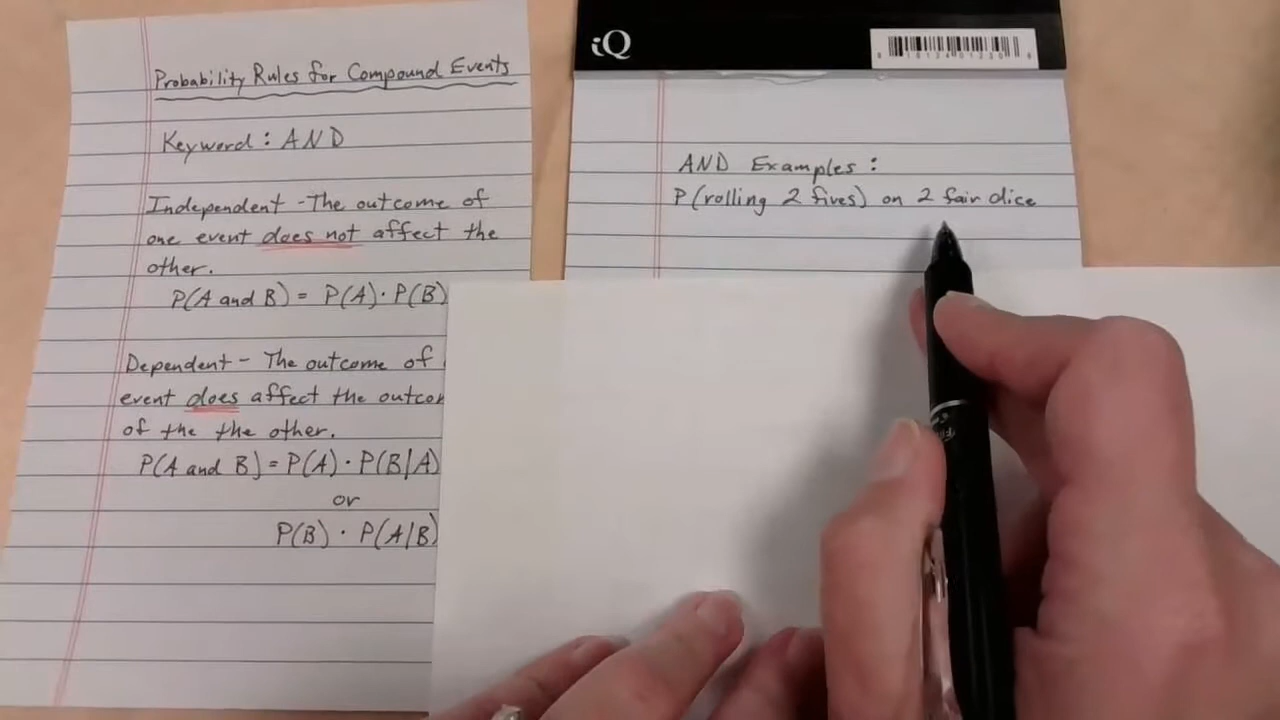 Probability Rules for Compound Events
Keyword: AND
Independent - The outcome of
one event does not affect the
other.
P(A and B) = P(A) · P(B)
Dependent - The outcome of
event does affect the
of the the other.
P(A and B) = P(A) · P(B|A)
or
P(B) · P(A|B)
iQ
AND Examples:
P(rolling 2 fives) on 2 fair dice